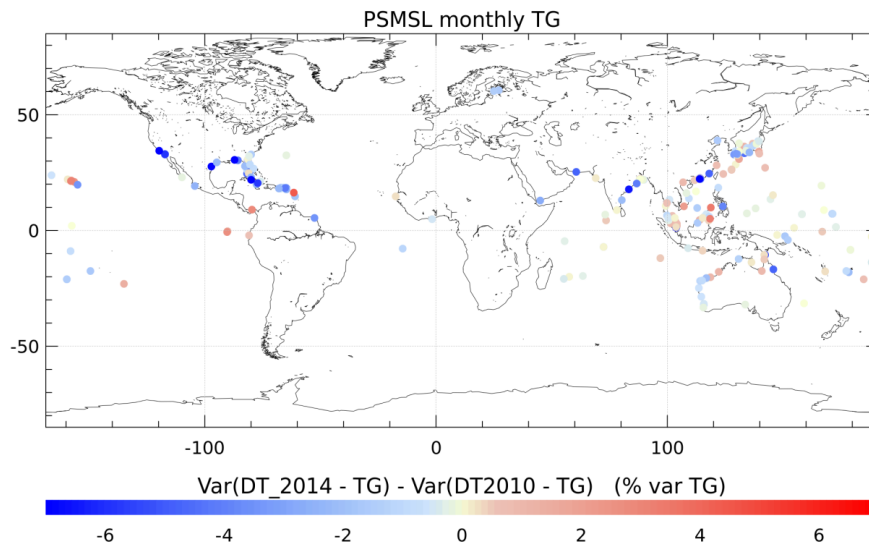 PSMSL monthly TG
50
0
-50
-100
0
100
Var(DT_2014 - TG) - Var(DT2010 - TG) (% var TG)
-6 -4 -2 0 2 4 6